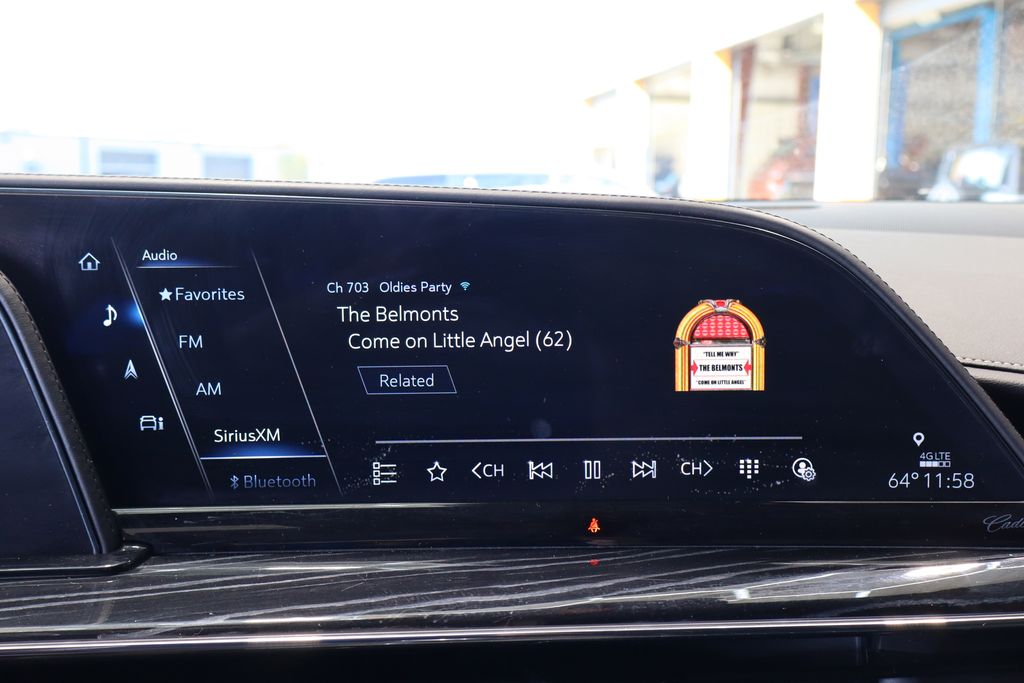 Audio
Favorites
FM
AM
SiriusXM
Bluetooth
Ch 703 Oldies Party
The Belmonts
Come on Little Angel (62)
Related
"TELL ME WHY"
THE BELMONTS
"COME ON LITTLE ANGEL"
<CH
CH>
4G LTE
64° 11:58